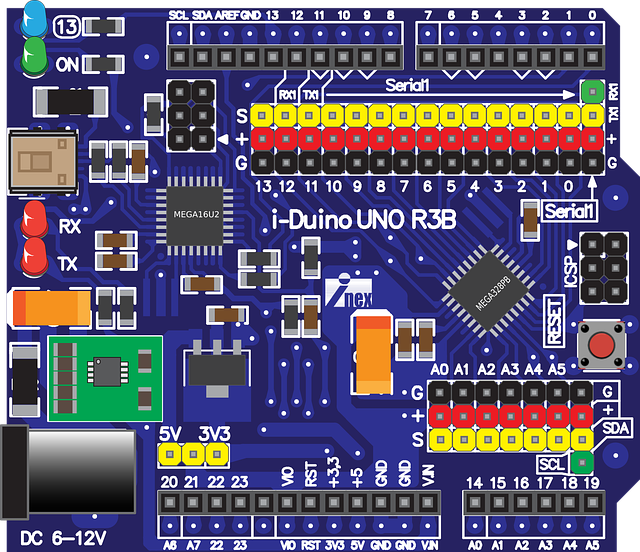 SCL SDA AREF GND 13 12 11 10 9 8 7 6 5 4 3 2 1 0
13
ON
RX1 TX1
Serial1
RX1
TX1
S
+
G
S
+
G
13 12 11 10 9 8 7 6 5 4 3 2 1 0
Serial1
MEGA16U2
i-Duino UNO R3B
RX
TX
inex
MEGA328PB
ICSP
RESET
A0 A1 A2 A3 A4 A5
G
+
S
G
+
SDA
SCL
5V 3V3
20 21 22 23 VIO RST +3.3 +5 GND GND VIN
14 15 16 17 18 19
A6 A7 22 23 VIO RST 3V3 5V GND GND VIN
A0 A1 A2 A3 A4 A5
DC 6-12V